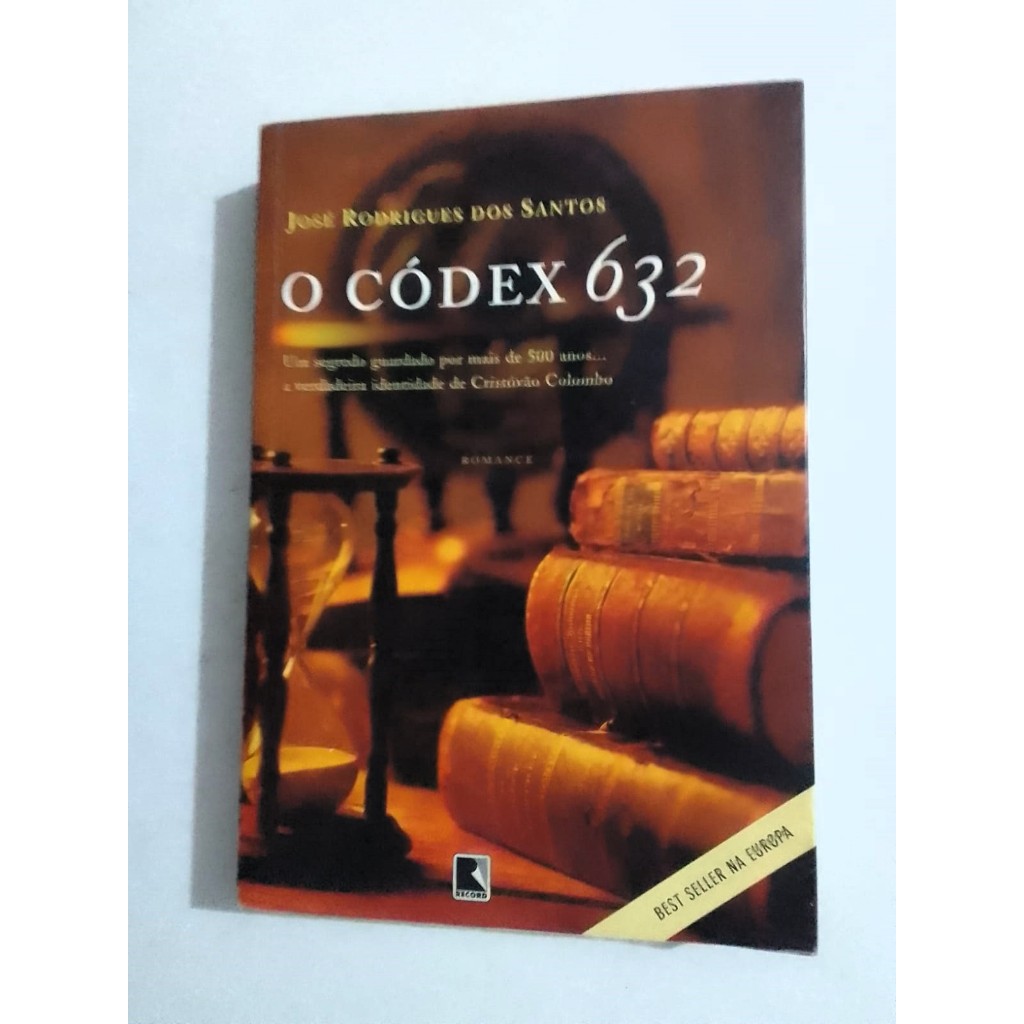 JOSÉ RODRIGUES DOS SANTOS
O CÓDEX 632
Um segredo guardado por mais de 500 anos...
a verdadeira identidade de Cristóvão Colombo
ROMANCE
RECORD
BEST SELLER NA EUROPA